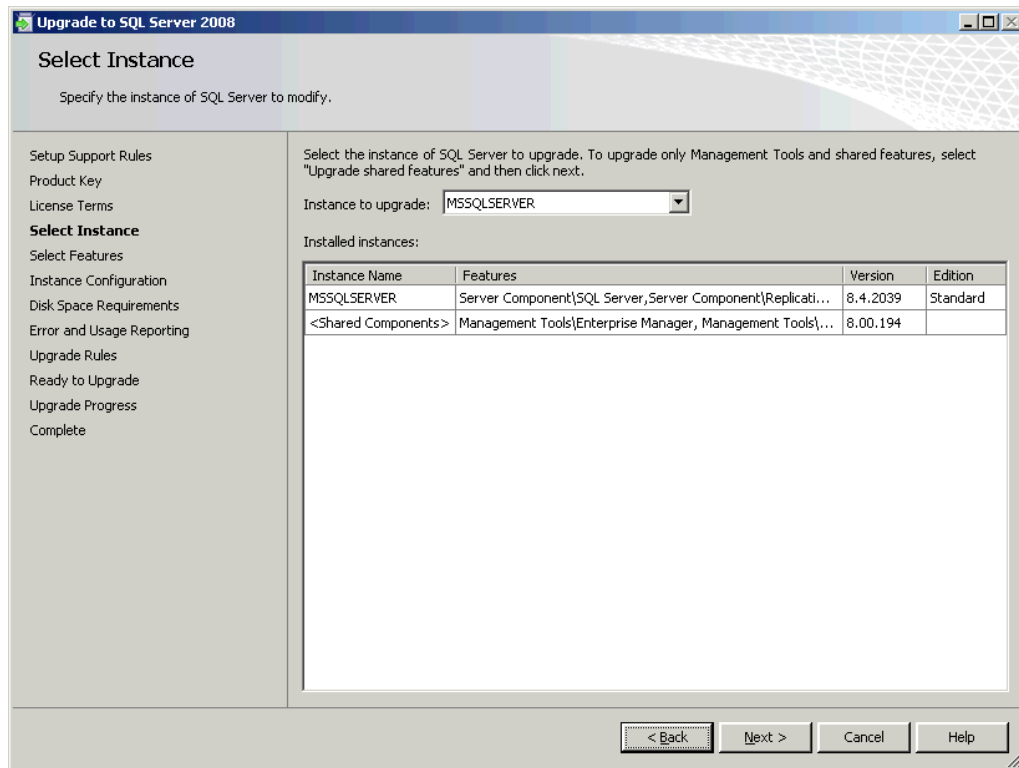 Upgrade to SQL Server 2008
Select Instance
Specify the instance of SQL Server to modify.
Setup Support Rules
Product Key
License Terms
Select Instance
Select Features
Instance Configuration
Disk Space Requirements
Error and Usage Reporting
Upgrade Rules
Ready to Upgrade
Upgrade Progress
Complete
Select the instance of SQL Server to upgrade. To upgrade only Management Tools and shared features, select
"Upgrade shared features" and then click next.
Instance to upgrade: MSSQLSERVER
Installed instances:
Instance Name Features Version Edition
MSSQLSERVER Server Component\SQL Server,Server Component\Replicati... 8.4.2039 Standard
<Shared Components> Management Tools\Enterprise Manager, Management Tools\... 8.00.194
< Back Next > Cancel Help